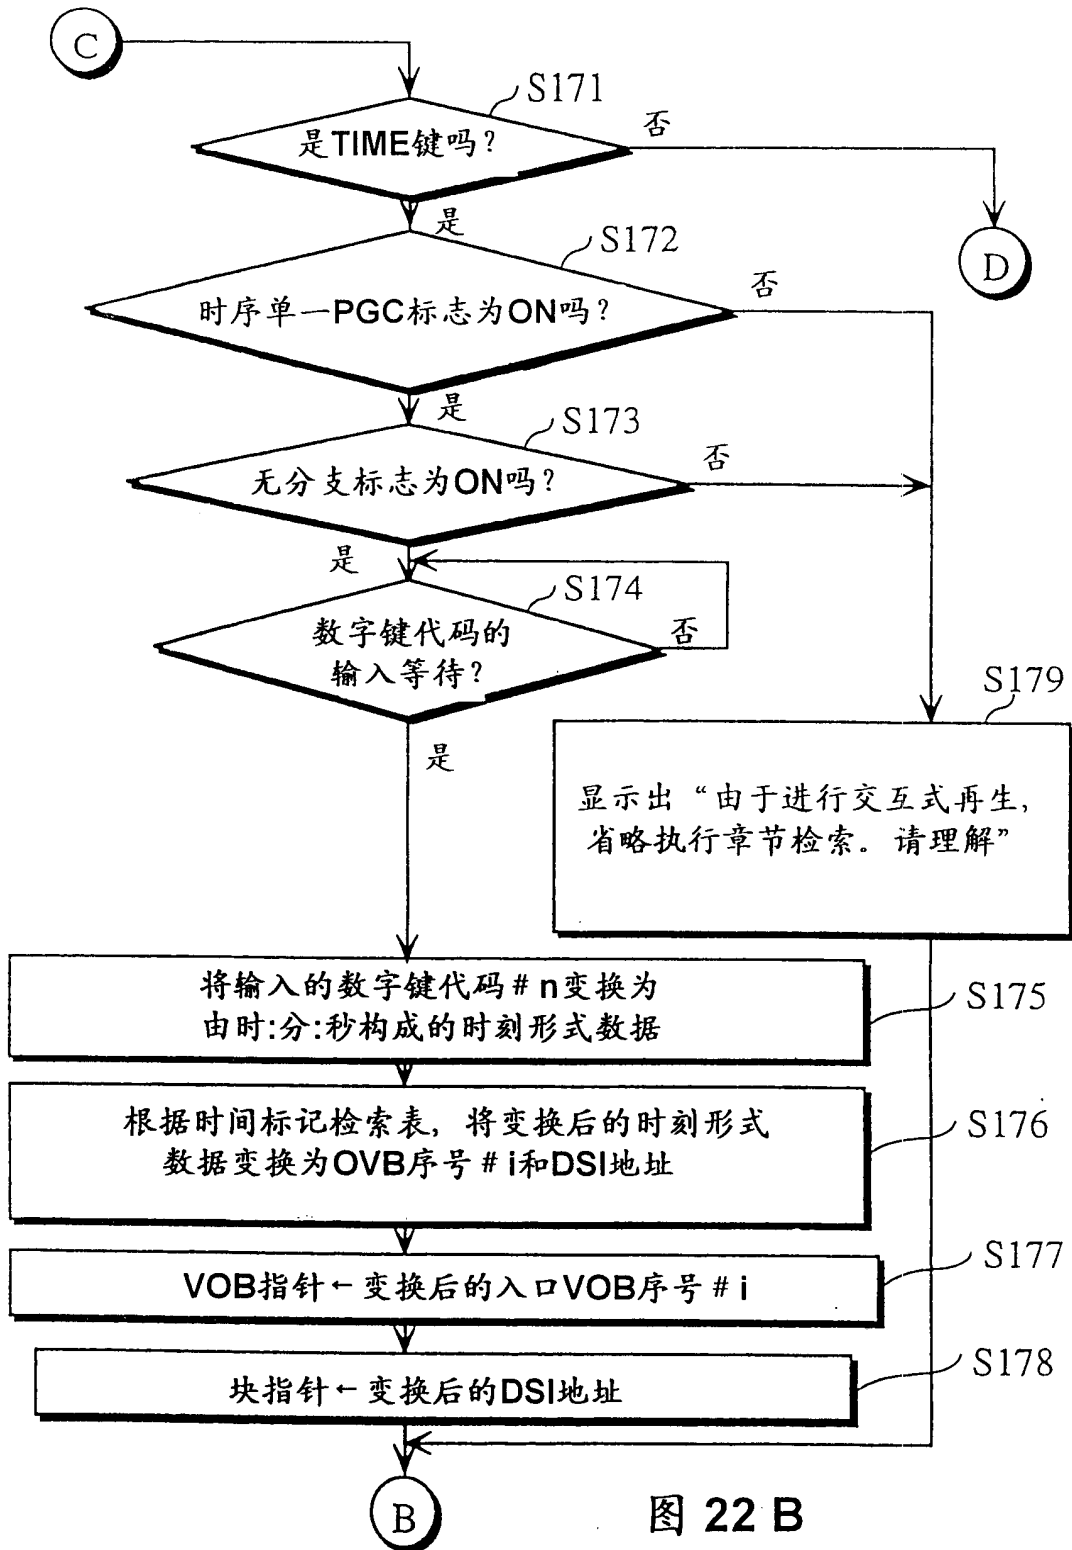 C
S171
是TIME键吗？
否
是
D
S172
时序单一PGC标志为ON吗？
否
是
S173
无分支标志为ON吗？
否
是
S174
数字键代码的
输入等待？
否
是
S179
显示出“由于进行交互式再生，
省略执行章节检索。请理解”
将输入的数字键代码＃n变换为
由时:分:秒构成的时刻形式数据
S175
根据时间标记检索表，将变换后的时刻形式
数据变换为OVB序号＃i和DSI地址
S176
VOB指针←变换后的入口VOB序号＃i
S177
块指针←变换后的DSI地址
S178
B
图 22 B